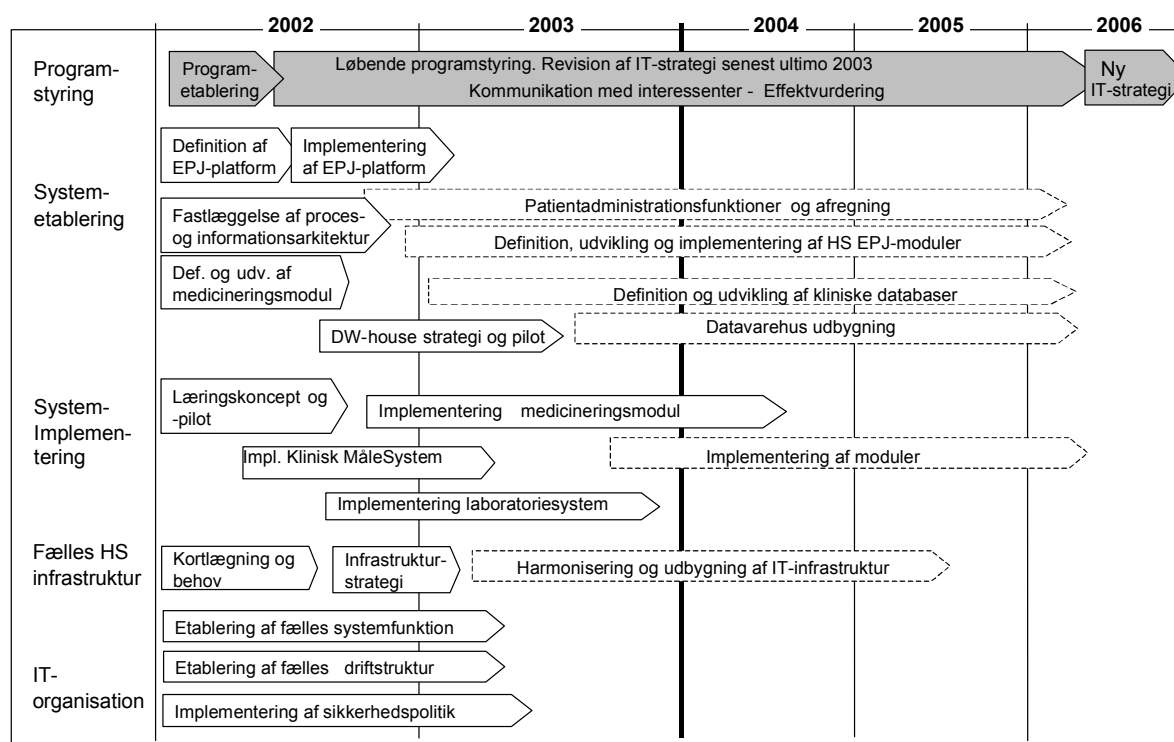 2002 2003 2004 2005 2006
Program-
styring
Program-
etablering
Løbende programstyring. Revision af IT-strategi senest ultimo 2003
Kommunikation med interessenter - Effektvurdering
Ny
IT-strategi
System-
etablering
Definition af
EPJ-platform
Implementering
af EPJ-platform
Patientadministrationsfunktioner og afregning
Fastlæggelse af proces-
og informationsarkitektur
Definition, udvikling og implementering af HS EPJ-moduler
Def. og udv. af
medicineringsmodul
Definition og udvikling af kliniske databaser
DW-house strategi og pilot
Datavarehus udbygning
System-
Implemen-
tering
Læringskoncept og
-pilot
Implementering medicineringsmodul
Impl. Klinisk MåleSystem
Implementering af moduler
Implementering laboratoriesystem
Fælles HS
infrastruktur
Kortlægning og
behov
Infrastruktur-
strategi
Harmonisering og udbygning af IT-infrastruktur
IT-
organisation
Etablering af fælles systemfunktion
Etablering af fælles driftstruktur
Implementering af sikkerhedspolitik